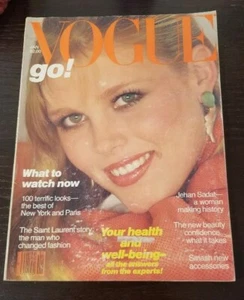 VOGUE
go!
What to
watch now
100 terrific looks—
the best of
New York and Paris
The Saint Laurent story,
the man who
changed fashion
Your health
and
well-being—
all the answers
from the experts!
Jehan Sadat—
a woman
making history
The new beauty
confidence...
what it takes
Smash new
accessories